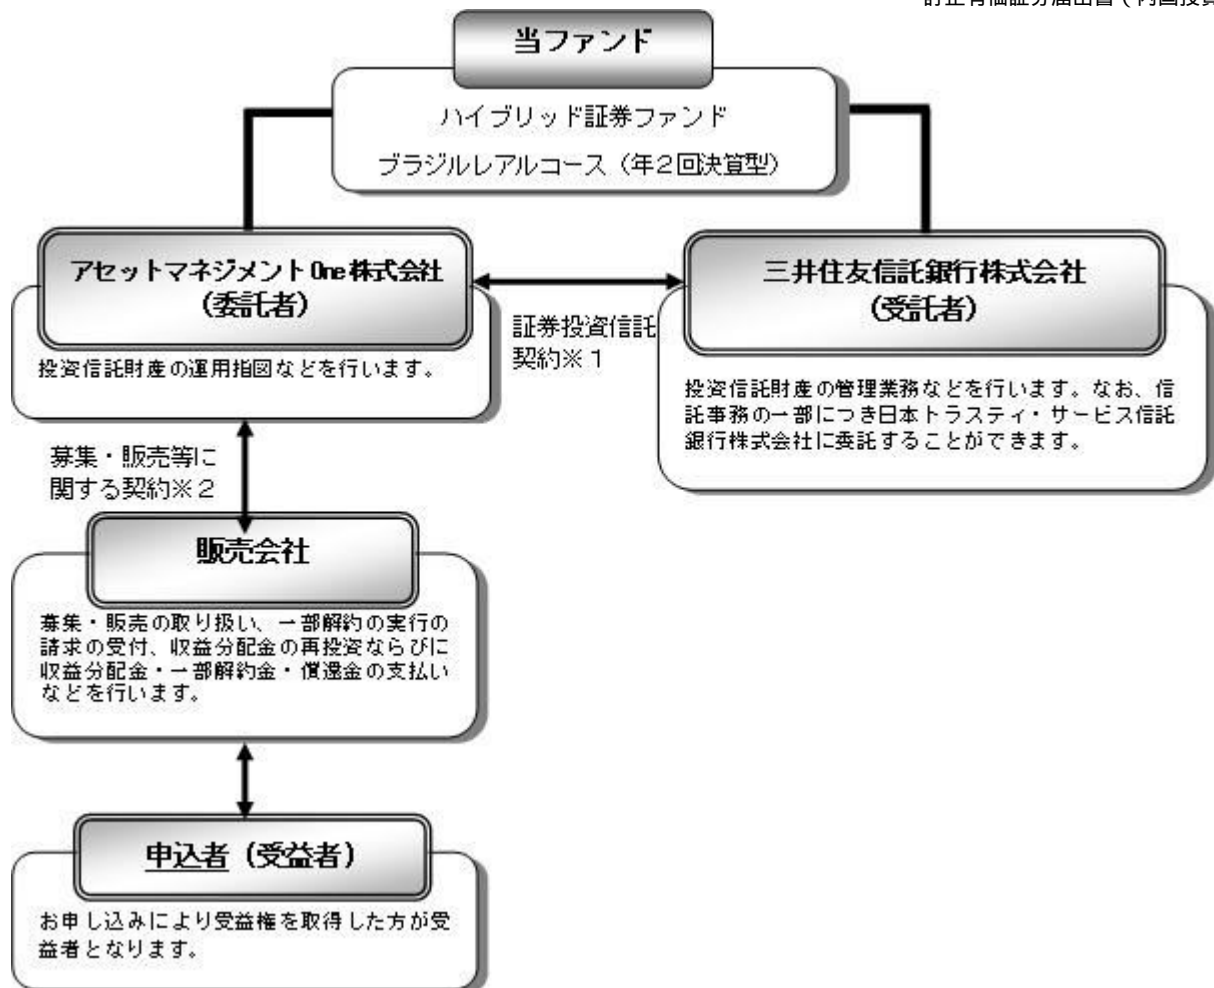 当ファンド
ハイブリッド証券ファンド
ブラジルレアルコース（年２回決算型）
アセットマネジメントOne株式会社
（委託者）
投資信託財産の運用指図などを行います。
証券投資信託
契約※１
三井住友信託銀行株式会社
（受託者）
投資信託財産の管理業務などを行います。なお、信
託事務の一部につき日本トラスティ・サービス信託
銀行株式会社に委託することができます。
募集・販売等に
関する契約※２
販売会社
募集・販売の取り扱い、一部解約の実行の
請求の受付、収益分配金の再投資ならびに
収益分配金・一部解約金・償還金の支払い
などを行います。
申込者（受益者）
お申し込みにより受益権を取得した方が受
益者となります。